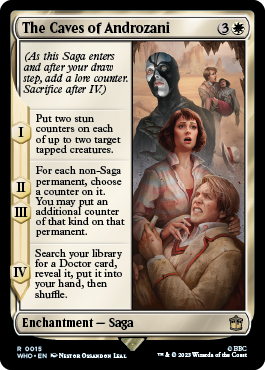 The Caves of Androzani 3
(As this Saga enters
and after your draw
step, add a lore counter.
Sacrifice after IV.)
I
Put two stun
counters on each
of up to two target
tapped creatures.
II
III
For each non-Saga
permanent, choose
a counter on it.
You may put an
additional counter
of that kind on that
permanent.
IV
Search your library
for a Doctor card,
reveal it, put it into
your hand, then
shuffle.
Enchantment — Saga
R 0015
WHO • EN Nestor Ossandon Leal
© BBC
™ & © 2023 Wizards of the Coast